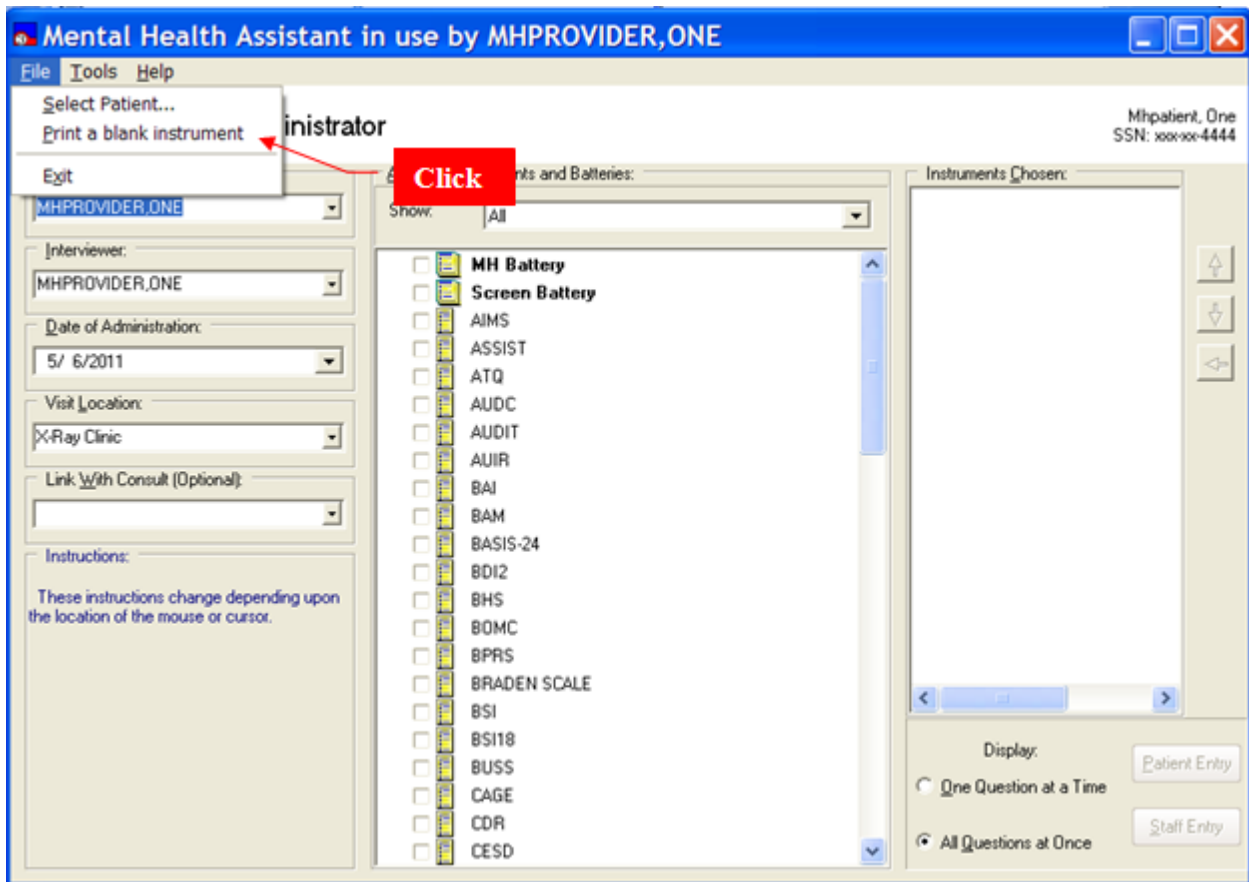 Mental Health Assistant in use by MHPROVIDER,ONE
File Tools Help
Select Patient...
Print a blank instrument
Exit
inistrator
Mhpatient, One
SSN: xxx-xx-4444
Click
nts and Batteries:
Instruments Chosen:
MHPROVIDER,ONE
Show:
All
Interviewer:
MHPROVIDER,ONE
Date of Administration:
5/ 6/2011
Visit Location:
X-Ray Clinic
Link With Consult (Optional):
Instructions:
These instructions change depending upon
the location of the mouse or cursor.
MH Battery
Screen Battery
AIMS
ASSIST
ATQ
AUDC
AUDIT
AUIR
BAI
BAM
BASIS-24
BDI2
BHS
BOMC
BPRS
BRADEN SCALE
BSI
BSI18
BUSS
CAGE
CDR
CESD
Display:
One Question at a Time
All Questions at Once
Patient Entry
Staff Entry